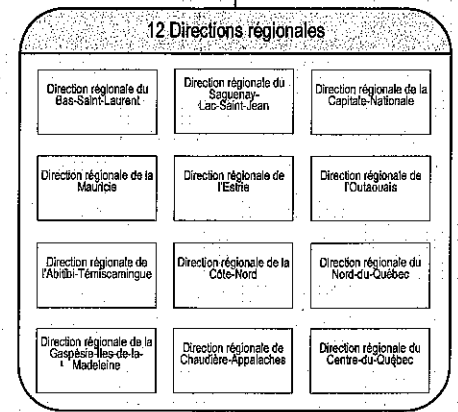 12 Directions régionales
Direction régionale du
Bas-Saint-Laurent
Direction régionale du
Saguenay-
Lac-Saint-Jean
Direction régionale de la
Capitale-Nationale
Direction régionale de la
Mauricie
Direction régionale de
l'Estrie
Direction régionale de
l'Outaouais
Direction régionale de
l'Abitibi-Témiscamingue
Direction régionale de la
Côte-Nord
Direction régionale du
Nord-du-Québec
Direction régionale de la
Gaspésie-Îles-de-la-
Madeleine
Direction régionale de
Chaudière-Appalaches
Direction régionale du
Centre-du-Québec